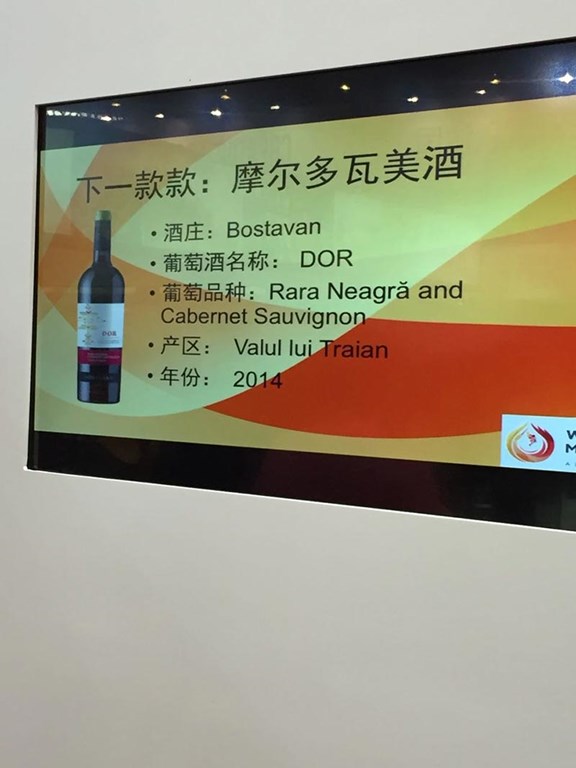 下一款款：摩尔多瓦美酒
• 酒庄：Bostavan
• 葡萄酒名称： DOR
• 葡萄品种：Rara Neagră and
Cabernet Sauvignon
• 产区： Valul lui Traian
• 年份： 2014
DOR